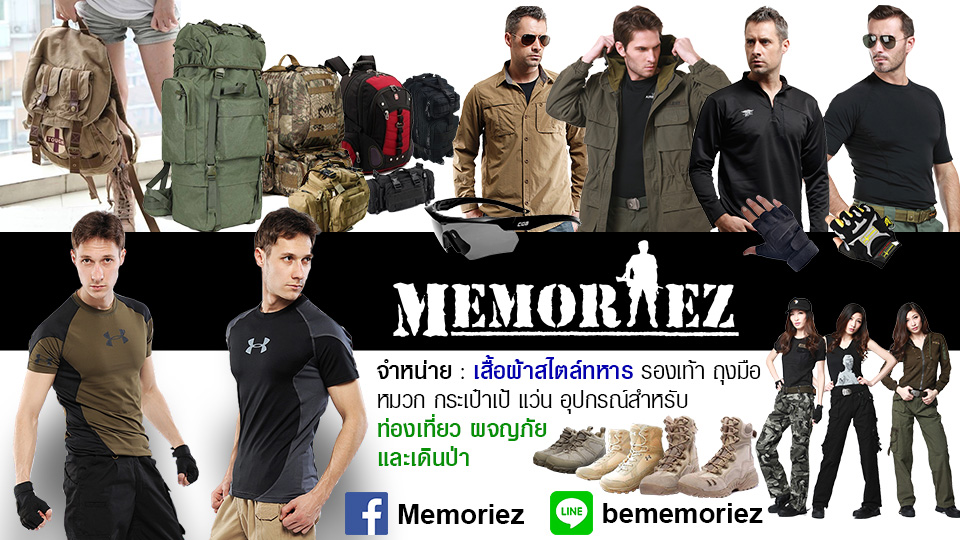 CGB
MEMORIEZ
จำหน่าย : เสื้อผ้าสไตล์ทหาร รองเท้า ถุงมือ
หมวก กระเป๋าเป้ แว่น อุปกรณ์สำหรับ
ท่องเที่ยว ผจญภัย
และเดินป่า
f Memoriez
LINE bememoriez